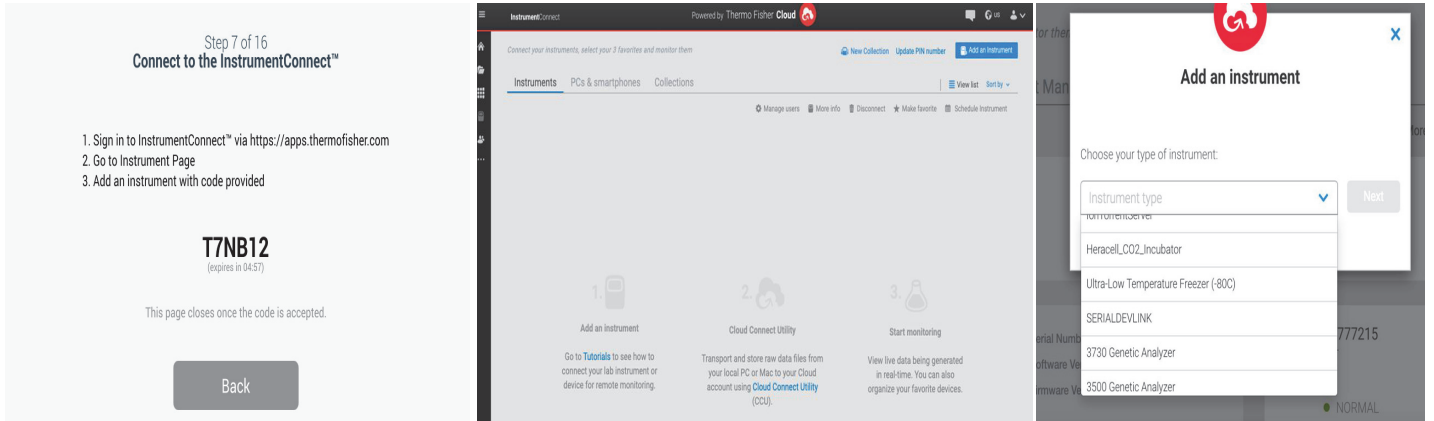 Step 7 of 16
Connect to the InstrumentConnect™
1. Sign in to InstrumentConnect™ via https://apps.thermofisher.com
2. Go to Instrument Page
3. Add an instrument with code provided
T7NB12
(expires in 04:57)
This page closes once the code is accepted.
Back
InstrumentConnect
Powered by Thermo Fisher Cloud
US
Connect your instruments, select your 3 favorites and monitor them
New Collection
Update PIN number
Add an Instrument
Instruments
PCs & smartphones
Collections
View list
Sort by
Manage users
More info
Disconnect
Make favorite
Schedule Instrument
1.
Add an instrument
Go to Tutorials to see how to
connect your lab instrument or
device for remote monitoring.
2.
Cloud Connect Utility
Transport and store raw data files from
your local PC or Mac to your Cloud
account using Cloud Connect Utility
(CCU).
3.
Start monitoring
View live data being generated
in real-time. You can also
organize your favorite devices.
Add an instrument
Choose your type of instrument:
Instrument type
Next
IonTorrentServer
Heracell_CO2_Incubator
Ultra-Low Temperature Freezer (-80C)
SERIALDEVLINK
3730 Genetic Analyzer
3500 Genetic Analyzer
777215
NORMAL